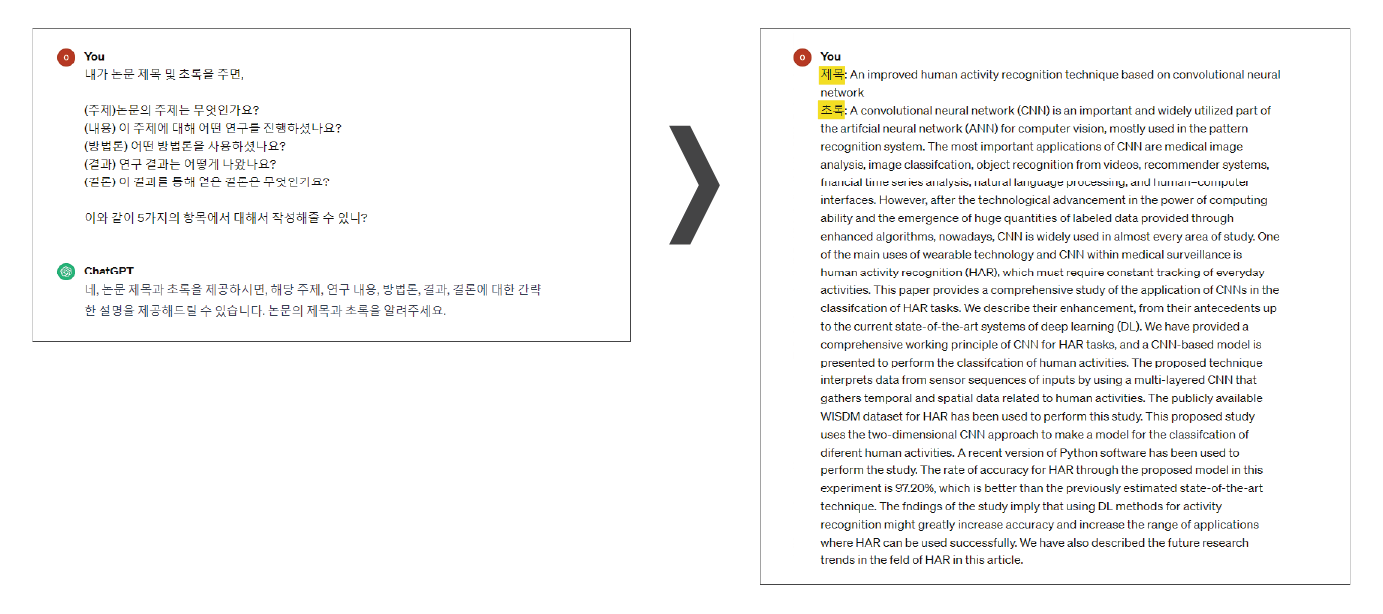 You
내가 논문 제목 및 초록을 주면,
(주제)논문의 주제는 무엇인가요?
(내용) 이 주제에 대해 어떤 연구를 진행하셨나요?
(방법론) 어떤 방법론을 사용하셨나요?
(결과) 연구 결과는 어떻게 나왔나요?
(결론) 이 결과를 통해 얻은 결론은 무엇인가요?
이와 같이 5가지의 항목에서 대해서 작성해줄 수 있니?
ChatGPT
네, 논문 제목과 초록을 제공하시면, 해당 주제, 연구 내용, 방법론, 결과, 결론에 대한 간략
한 설명을 제공해드릴 수 있습니다. 논문의 제목과 초록을 알려주세요.
You
제목: An improved human activity recognition technique based on convolutional neural
network
초록: A convolutional neural network (CNN) is an important and widely utilized part of
the artifcial neural network (ANN) for computer vision, mostly used in the pattern
recognition system. The most important applications of CNN are medical image
analysis, image classifcation, object recognition from videos, recommender systems,
fnancial time series analysis, natural language processing, and human–computer
interfaces. However, after the technological advancement in the power of computing
ability and the emergence of huge quantities of labeled data provided through
enhanced algorithms, nowadays, CNN is widely used in almost every area of study. One
of the main uses of wearable technology and CNN within medical surveillance is
human activity recognition (HAR), which must require constant tracking of everyday
activities. This paper provides a comprehensive study of the application of CNNs in the
classifcation of HAR tasks. We describe their enhancement, from their antecedents up
to the current state-of-the-art systems of deep learning (DL). We have provided a
comprehensive working principle of CNN for HAR tasks, and a CNN-based model is
presented to perform the classifcation of human activities. The proposed technique
interprets data from sensor sequences of inputs by using a multi-layered CNN that
gathers temporal and spatial data related to human activities. The publicly available
WISDM dataset for HAR has been used to perform this study. This proposed study
uses the two-dimensional CNN approach to make a model for the classifcation of
diferent human activities. A recent version of Python software has been used to
perform the study. The rate of accuracy for HAR through the proposed model in this
experiment is 97.20%, which is better than the previously estimated state-of-the-art
technique. The fndings of the study imply that using DL methods for activity
recognition might greatly increase accuracy and increase the range of applications
where HAR can be used successfully. We have also described the future research
trends in the feld of HAR in this article.